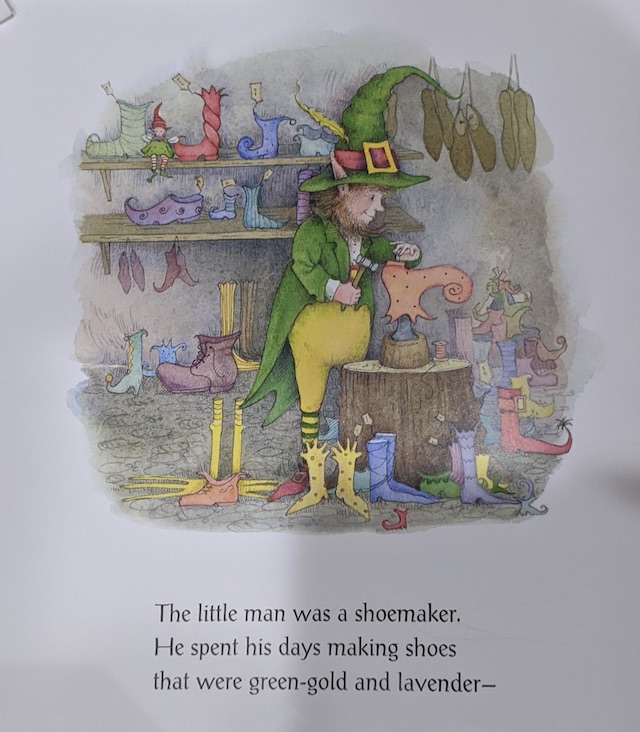 The little man was a shoemaker.
He spent his days making shoes
that were green-gold and lavender—